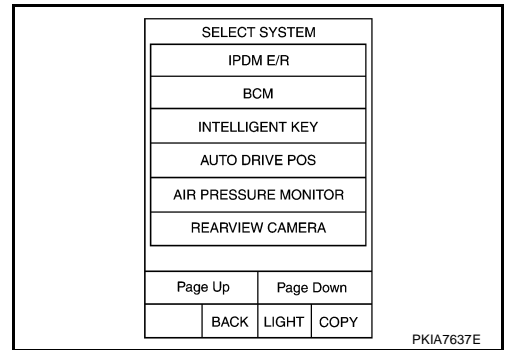 SELECT SYSTEM
IPDM E/R
BCM
INTELLIGENT KEY
AUTO DRIVE POS
AIR PRESSURE MONITOR
REARVIEW CAMERA
Page Up Page Down
BACK LIGHT COPY
PKIA7637E